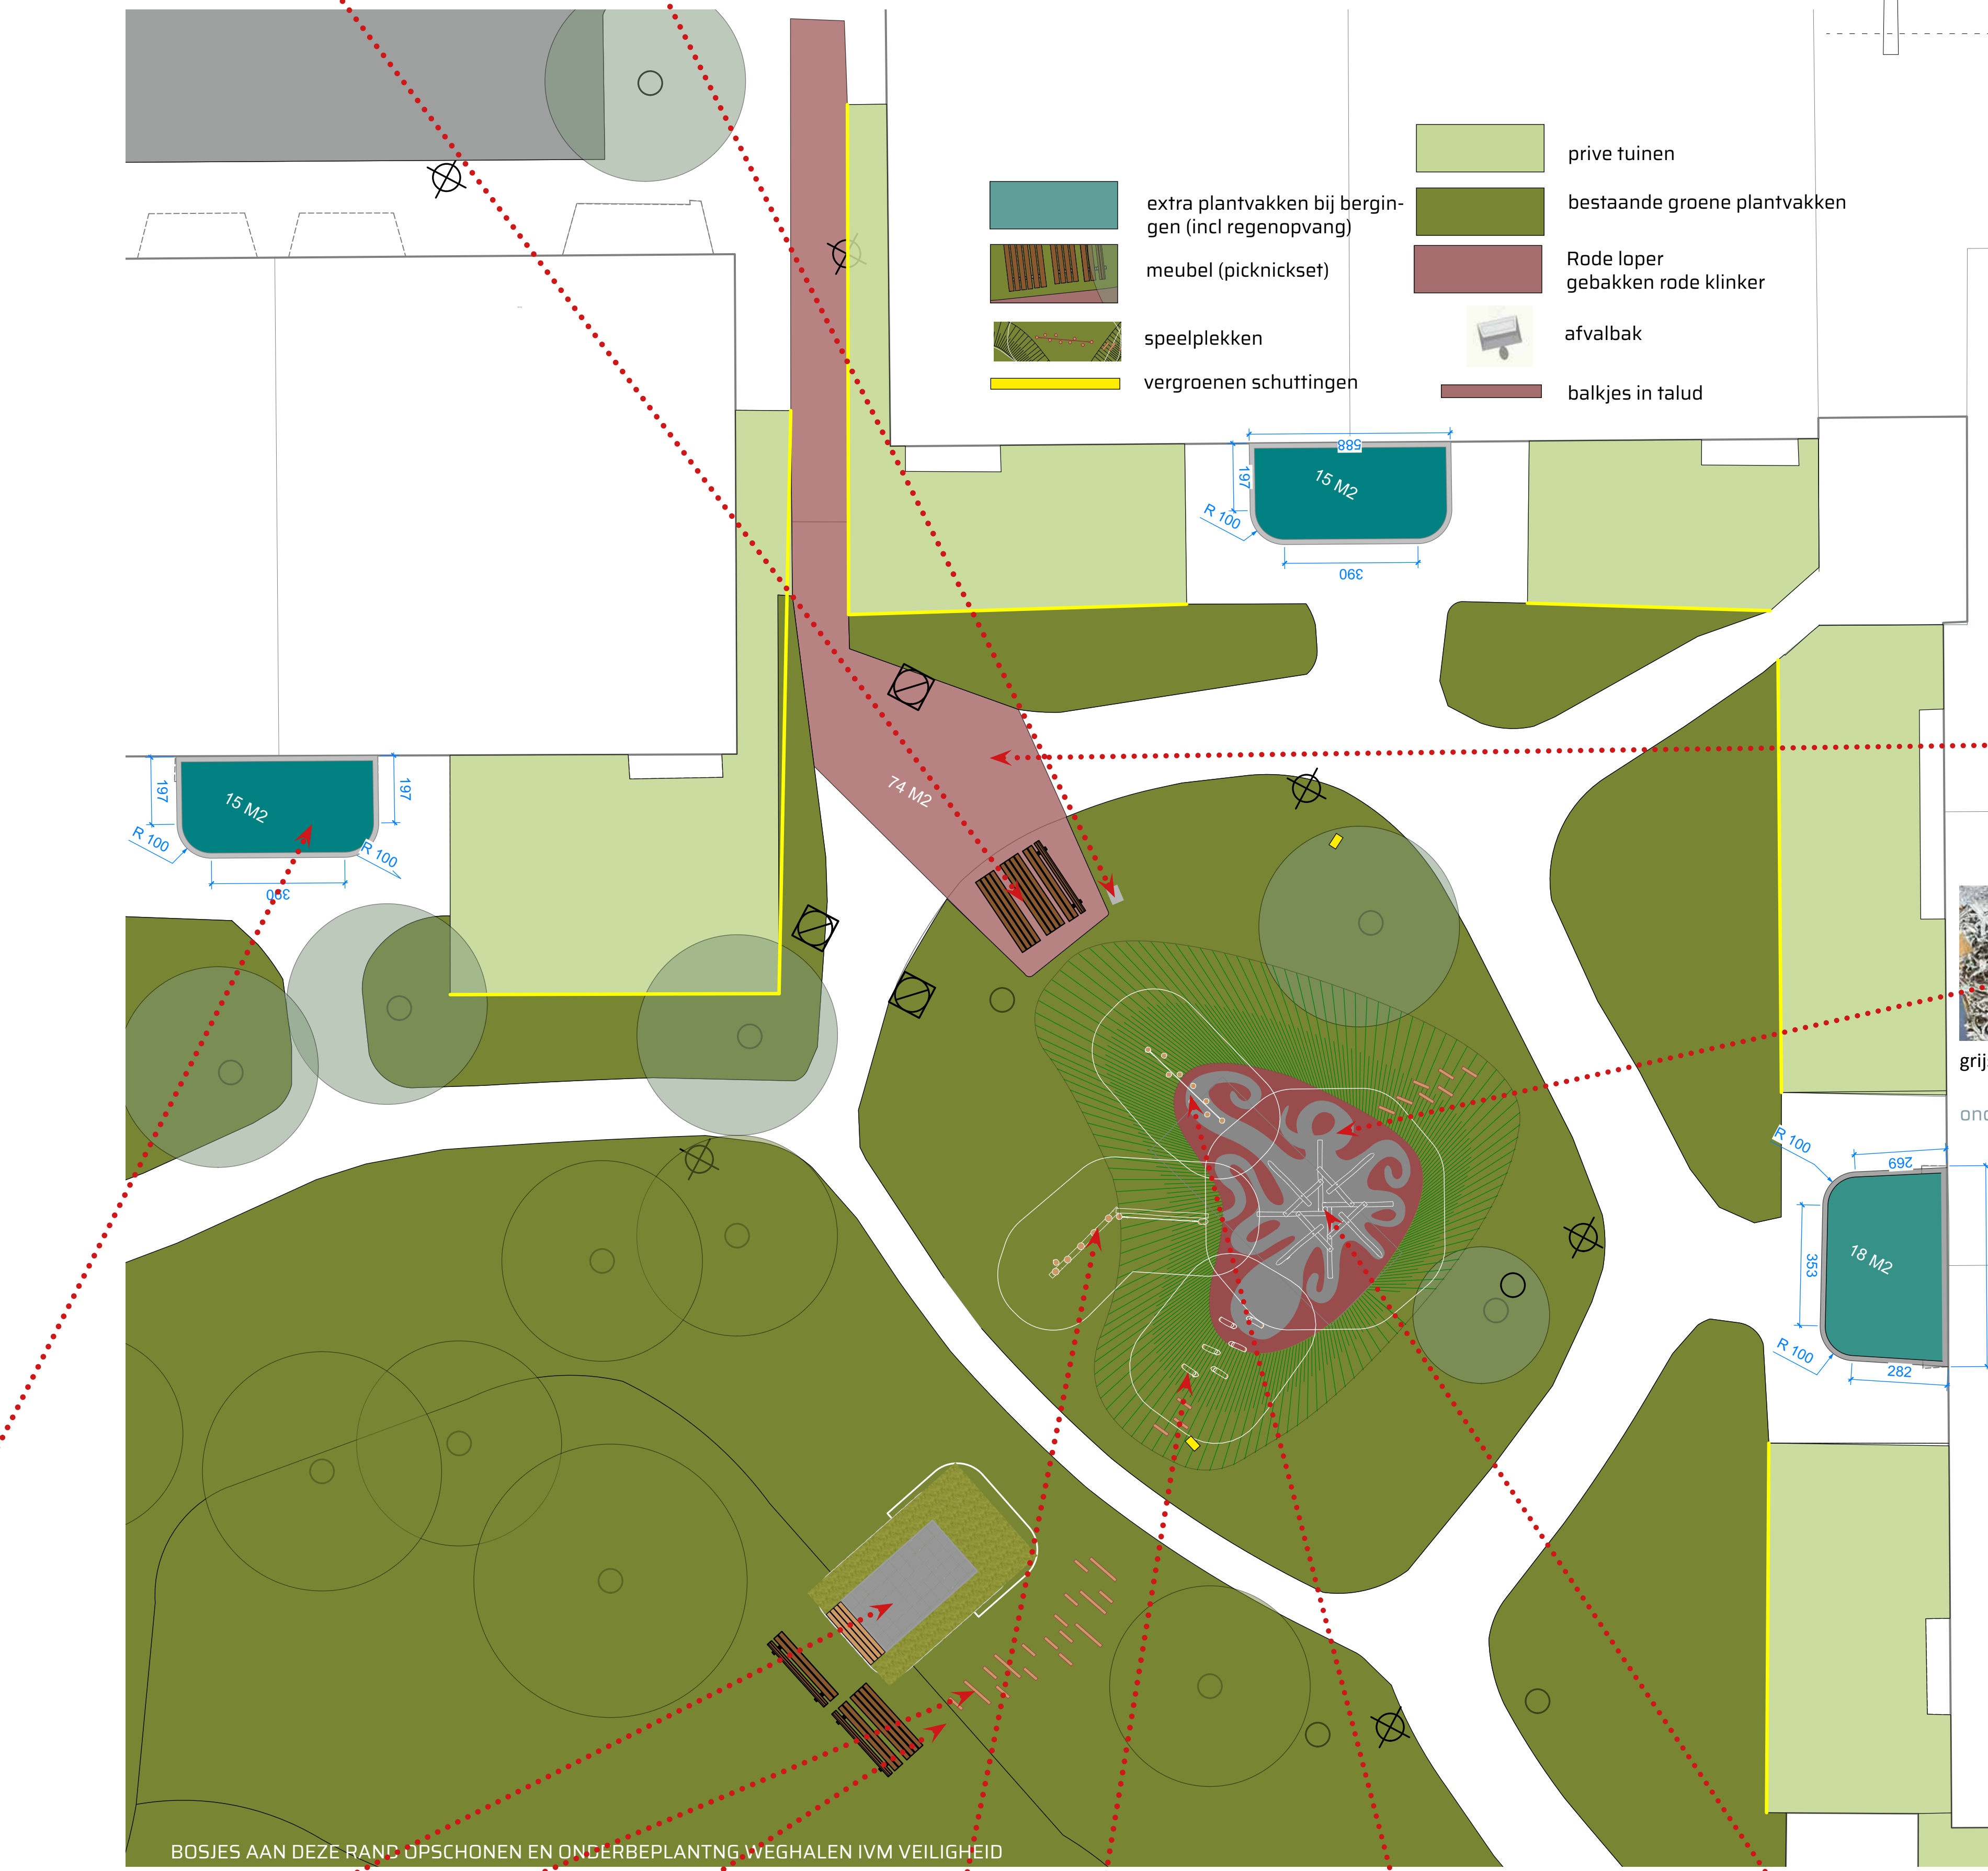 prive tuinen
extra plantvakken bij bergin-
gen (incl regenopvang)
bestaande groene plantvakken
meubel (picknickset)
Rode loper
gebakken rode klinker
speelplekken
afvalbak
vergroenen schuttingen
balkjes in talud
588
197
15 M2
R 100
390
74 M2
197
15 M2
197
R 100
R 100
390
grij
R 100
269
18 M2
353
R 100
282
BOSJES AAN DEZE RAND OPSCHONEN EN ONDERBEPLANTNG WEGHALEN IVM VEILIGHEID